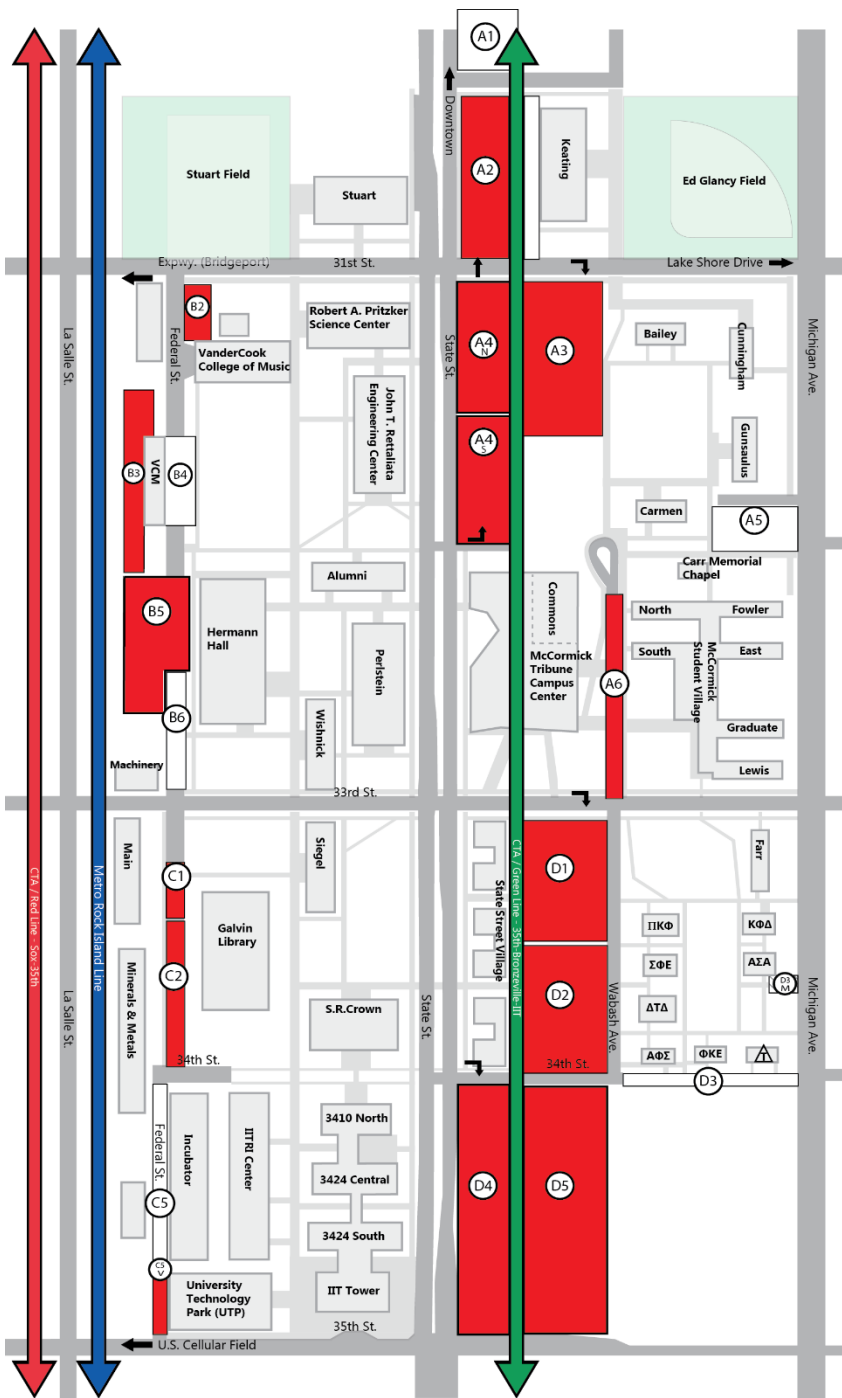 A1
Downtown
A2
Keating
Stuart Field
Stuart
Ed Glancy Field
Expwy. (Bridgeport)
31st St.
Lake Shore Drive
La Salle St.
Federal St.
B2
Robert A. Pritzker
Science Center
State St.
A4
N
A3
Bailey
Cunningham
Michigan Ave.
VanderCook
College of Music
John T. Rettaliata
Engineering Center
A4
S
Gunsaulus
B3
VCM
B4
Carmen
A5
Carr Memorial
Chapel
B5
Alumni
Commons
Hermann
Hall
Perlstein
McCormick
Tribune
Campus
Center
North
Fowler
South
East
McCormick
Student Village
A6
B6
Wishnick
Graduate
Machinery
Lewis
33rd St.
CTA / Red Line - Sox-35th
Metro Rock Island Line
Main
C1
Siegel
CTA / Green Line - 35th-Bronzeville-IIT
State Street Village
D1
Farr
Galvin
Library
ΠΚΦ
ΚΦΔ
Minerals & Metals
C2
ΣΦΕ
ΑΣΑ
D3
M
D2
La Salle St.
S.R.Crown
State St.
Wabash Ave.
ΔΤΔ
Michigan Ave.
34th St.
34th St.
ΑΦΣ
ΦΚΕ
T
D3
Federal St.
3410 North
Incubator
IITRI Center
C5
3424 Central
D4
D5
3424 South
C5
V
University
Technology
Park (UTP)
IIT Tower
35th St.
U.S. Cellular Field